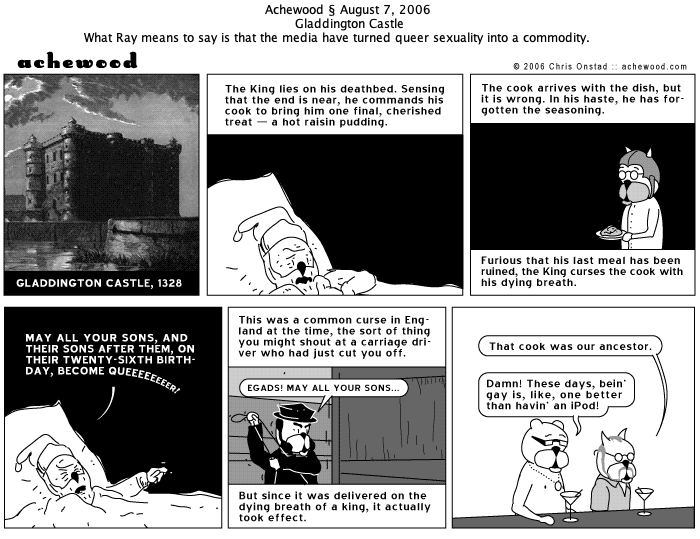 Achewood § August 7, 2006
Gladdington Castle
What Ray means to say is that the media have turned queer sexuality into a commodity.
achewood
© 2006 Chris Onstad :: achewood.com
GLADDINGTON CASTLE, 1328
The King lies on his deathbed. Sensing
that the end is near, he commands his
cook to bring him one final, cherished
treat — a hot raisin pudding.
The cook arrives with the dish, but
it is wrong. In his haste, he has for-
gotten the seasoning.
Furious that his last meal has been
ruined, the King curses the cook with
his dying breath.
MAY ALL YOUR SONS, AND
THEIR SONS AFTER THEM, ON
THEIR TWENTY-SIXTH BIRTH-
DAY, BECOME QUEEEEEEEER!
This was a common curse in Eng-
land at the time, the sort of thing
you might shout at a carriage dri-
ver who had just cut you off.
EGADS! MAY ALL YOUR SONS...
But since it was delivered on the
dying breath of a king, it actually
took effect.
That cook was our ancestor.
Damn! These days, bein'
gay is, like, one better
than havin' an iPod!